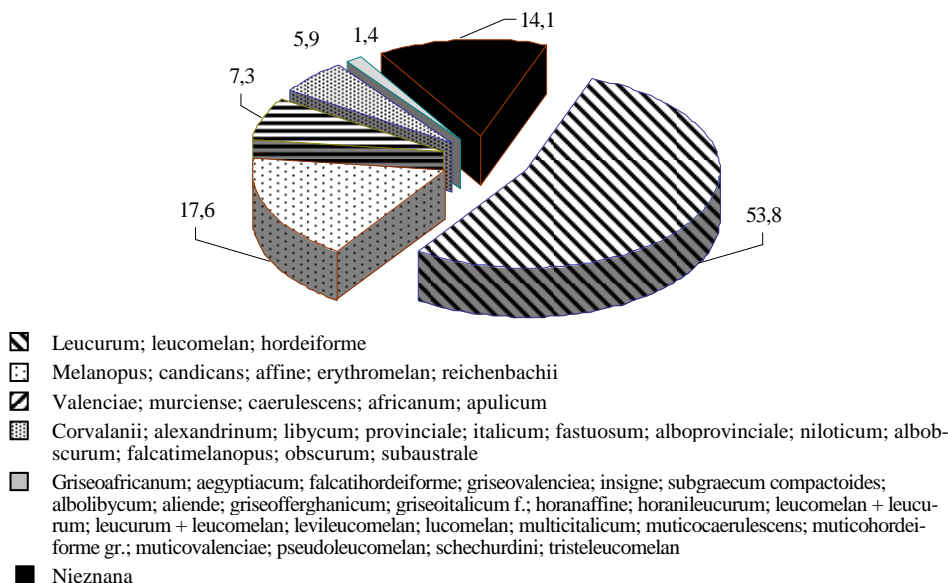 14,1
5,9
1,4
7,3
17,6
53,8
Leucurum; leucomelan; hordeiforme
Melanopus; candicans; affine; erythromelan; reichenbachii
Valenciae; murciense; caerulescens; africanum; apulicum
Corvalanii; alexandrinum; libycum; provinciale; italicum; fastuosum; alboprovinciale; niloticum; albob-
scurum; falcatimelanopus; obscurum; subaustrale
Griseoafricanum; aegyptiacum; falcatihordeiforme; griseovalenciea; insigne; subgraecum compactoides;
albolibycum; aliende; griseofferghanicum; griseoitalicum f.; horanaffine; horanileucurum; leucomelan + leucu-
rum; leucurum + leucomelan; levileucomelan; lucomelan; multicitalicum; muticocaerulescens; muticohordei-
forme gr.; muticovalenciae; pseudoleucomelan; schechurdini; tristeleucomelan
Nieznana